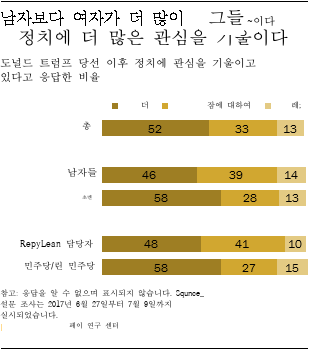 남자보다 여자가 더 많이 그들 ~이다
정치에 더 많은 관심을 기울이다
도널드 트럼프 당선 이후 정치에 관심을 기울이고
있다고 응답한 비율
더 장에 대하여 레;
총 52 33 13
남자들 46 39 14
58 28 13
RepyLean 담당자 48 41 10
민주당/린 민주당 58 27 15
참고: 응답을 알 수 없으며 표시되지 않습니다. Squnce_
설문 조사는 2017년 6월 27일부터 7월 9일까지
실시되었습니다.
페이 연구 센터